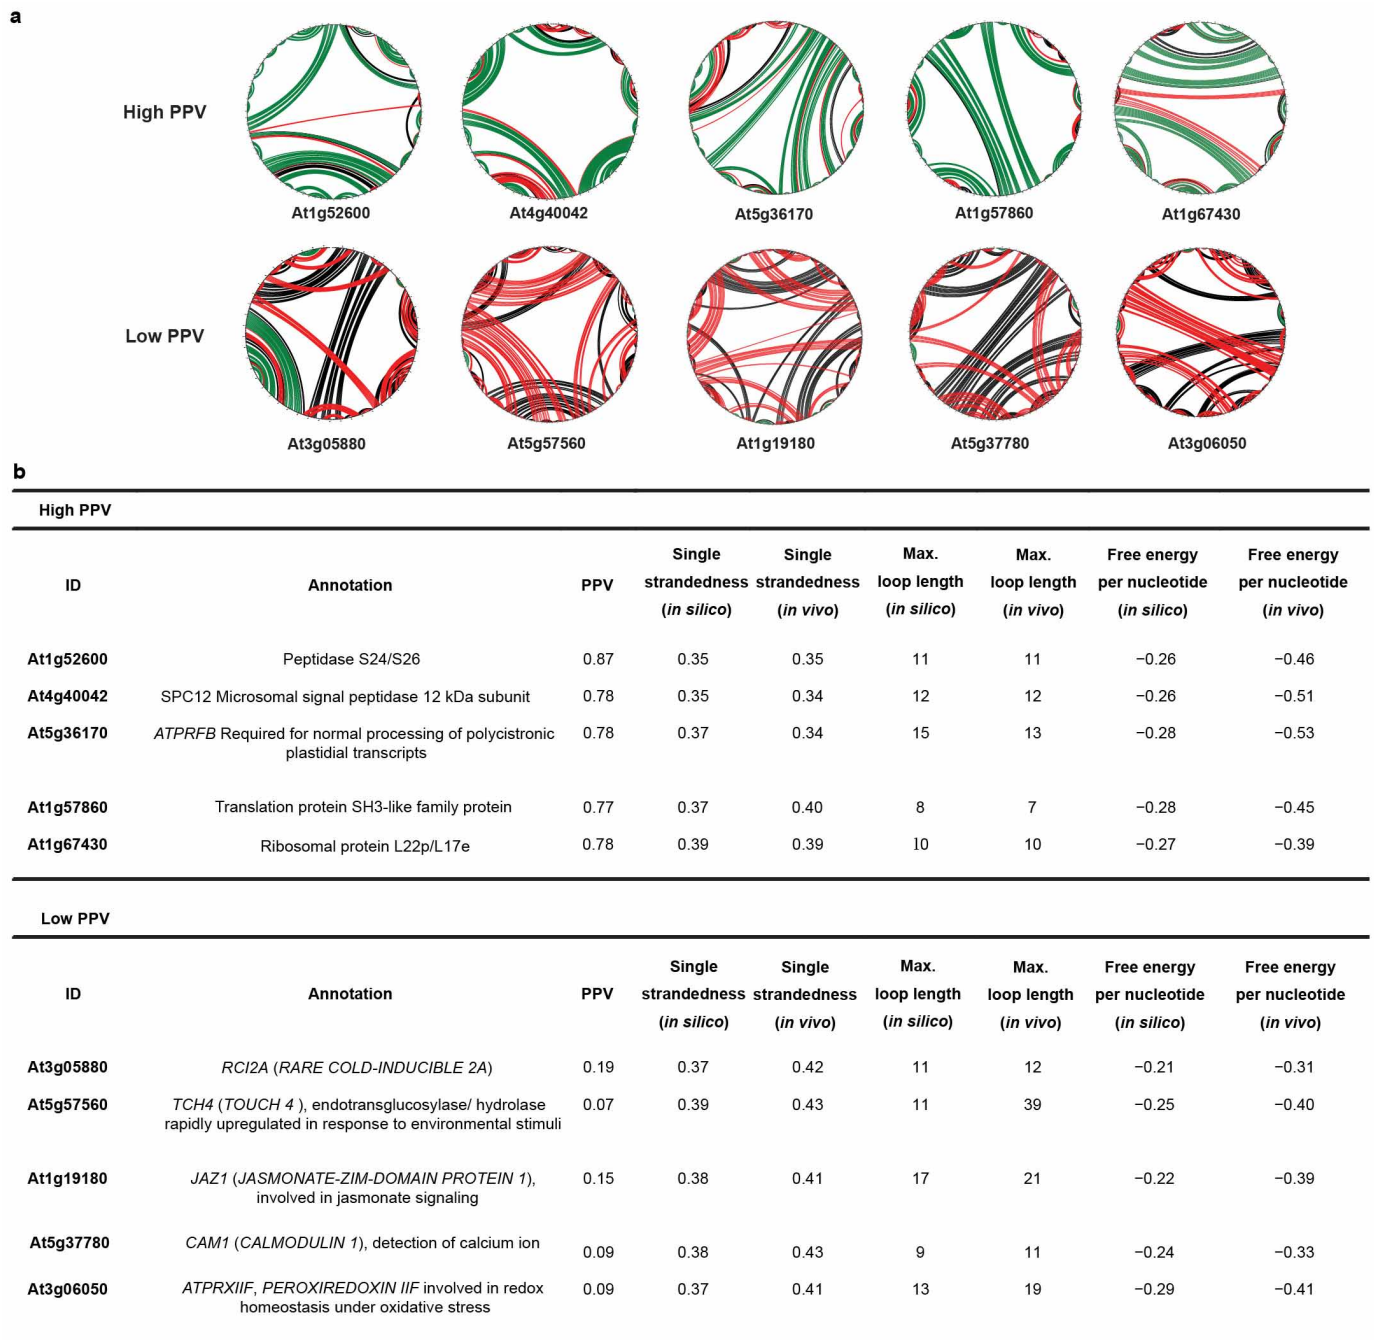 a
High PPV
At1g52600 At4g40042 At5g36170 At1g57860 At1g67430
Low PPV
At3g05880 At5g57560 At1g19180 At5g37780 At3g06050
b
High PPV
Single Single Max. Max. Free energy Free energy
ID Annotation PPV strandedness strandedness loop length loop length per nucleotide per nucleotide
(in silico) (in vivo) (in silico) (in vivo) (in silico) (in vivo)
At1g52600 Peptidase S24/S26 0.87 0.35 0.35 11 11 −0.26 −0.46
At4g40042 SPC12 Microsomal signal peptidase 12 kDa subunit 0.78 0.35 0.34 12 12 −0.26 −0.51
At5g36170 ATPRFB Required for normal processing of polycistronic 0.78 0.37 0.34 15 13 −0.28 −0.53
plastidial transcripts
At1g57860 Translation protein SH3-like family protein 0.77 0.37 0.40 8 7 −0.28 −0.45
At1g67430 Ribosomal protein L22p/L17e 0.78 0.39 0.39 10 10 −0.27 −0.39
Low PPV
Single Single Max. Max. Free energy Free energy
ID Annotation PPV strandedness strandedness loop length loop length per nucleotide per nucleotide
(in silico) (in vivo) (in silico) (in vivo) (in silico) (in vivo)
At3g05880 RCI2A (RARE COLD-INDUCIBLE 2A) 0.19 0.37 0.42 11 12 −0.21 −0.31
At5g57560 TCH4 (TOUCH 4 ), endotransglucosylase/ hydrolase 0.07 0.39 0.43 11 39 −0.25 −0.40
rapidly upregulated in response to environmental stimuli
At1g19180 JAZ1 (JASMONATE-ZIM-DOMAIN PROTEIN 1), 0.15 0.38 0.41 17 21 −0.22 −0.39
involved in jasmonate signaling
At5g37780 CAM1 (CALMODULIN 1), detection of calcium ion 0.09 0.38 0.43 9 11 −0.24 −0.33
At3g06050 ATPRXIIF, PEROXIREDOXIN IIF involved in redox 0.09 0.37 0.41 13 19 −0.29 −0.41
homeostasis under oxidative stress